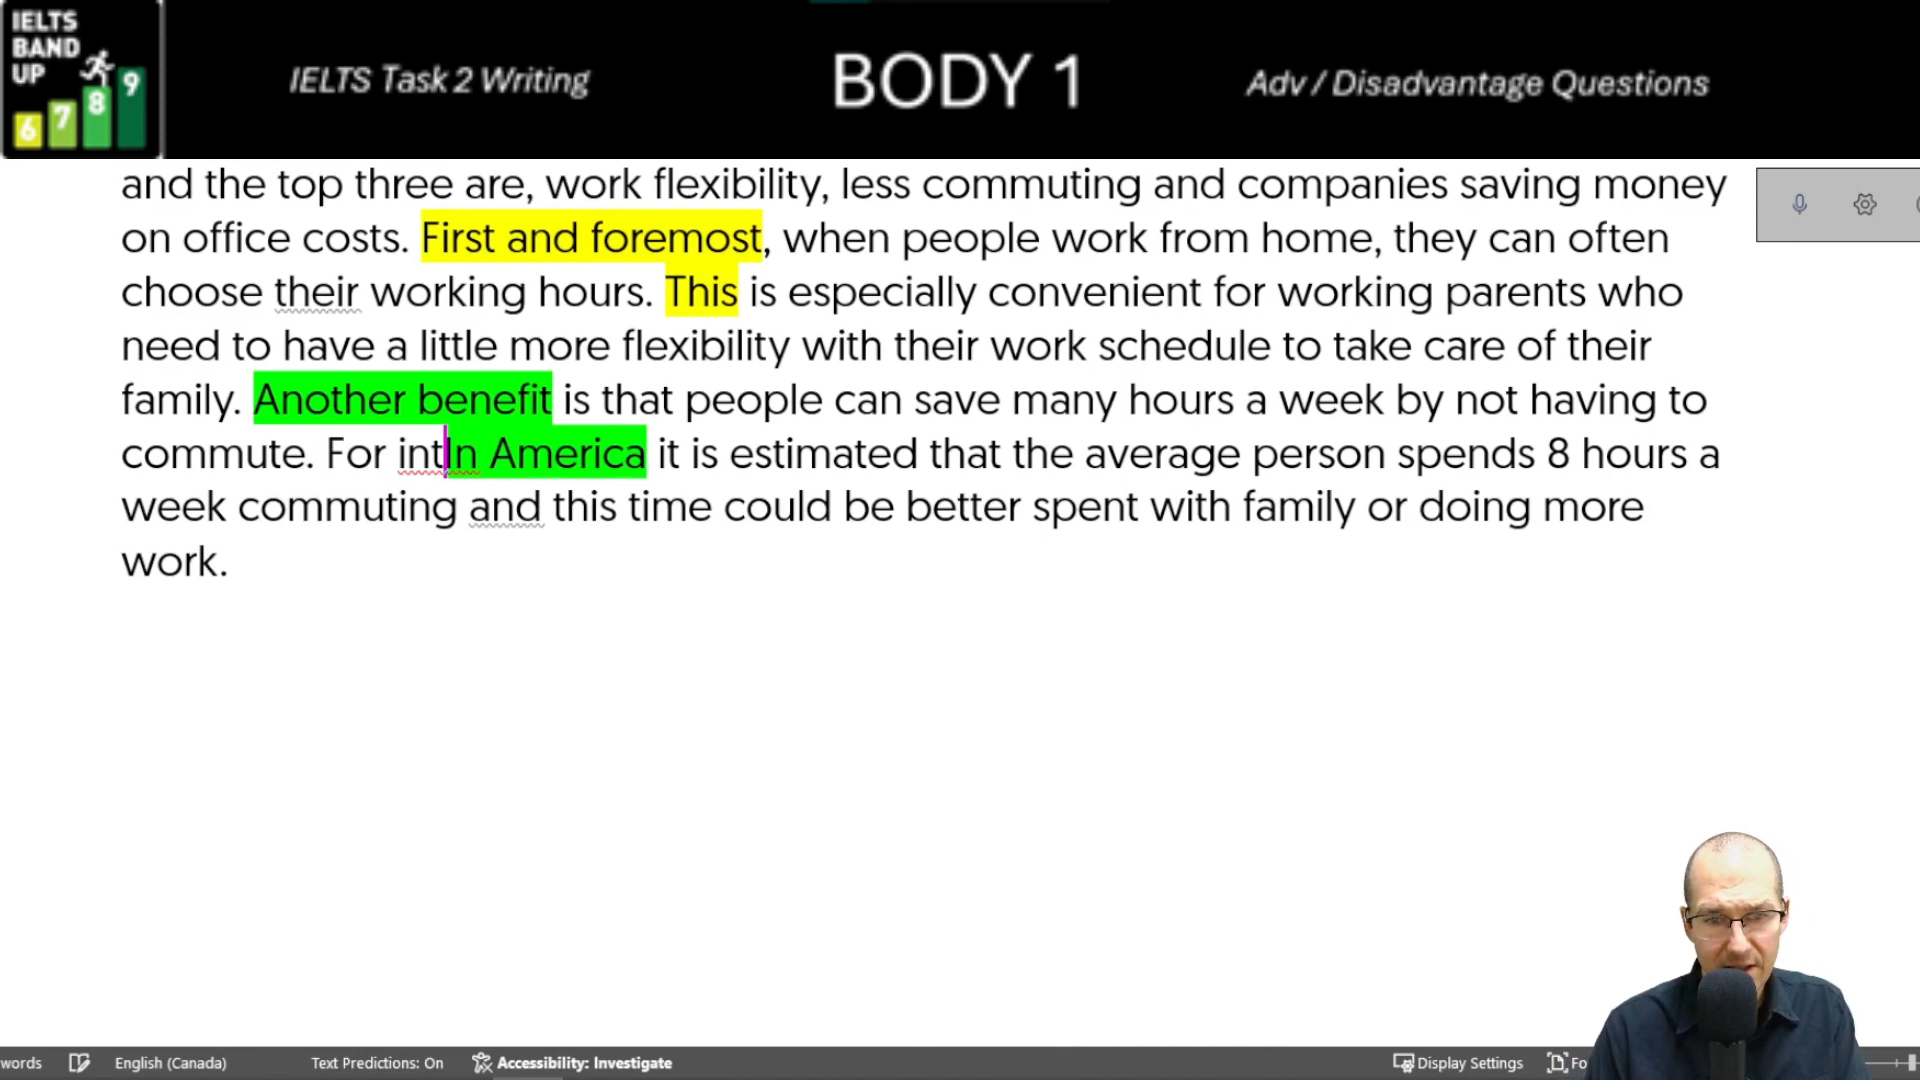 IELTS
BAND
UP
6 7 8 9
IELTS Task 2 Writing
BODY 1
Adv / Disadvantage Questions
and the top three are, work flexibility, less commuting and companies saving money
on office costs. First and foremost, when people work from home, they can often
choose their working hours. This is especially convenient for working parents who
need to have a little more flexibility with their work schedule to take care of their
family. Another benefit is that people can save many hours a week by not having to
commute. For intIn America it is estimated that the average person spends 8 hours a
week commuting and this time could be better spent with family or doing more
work.
words English (Canada) Text Predictions: On Accessibility: Investigate Display Settings Fo